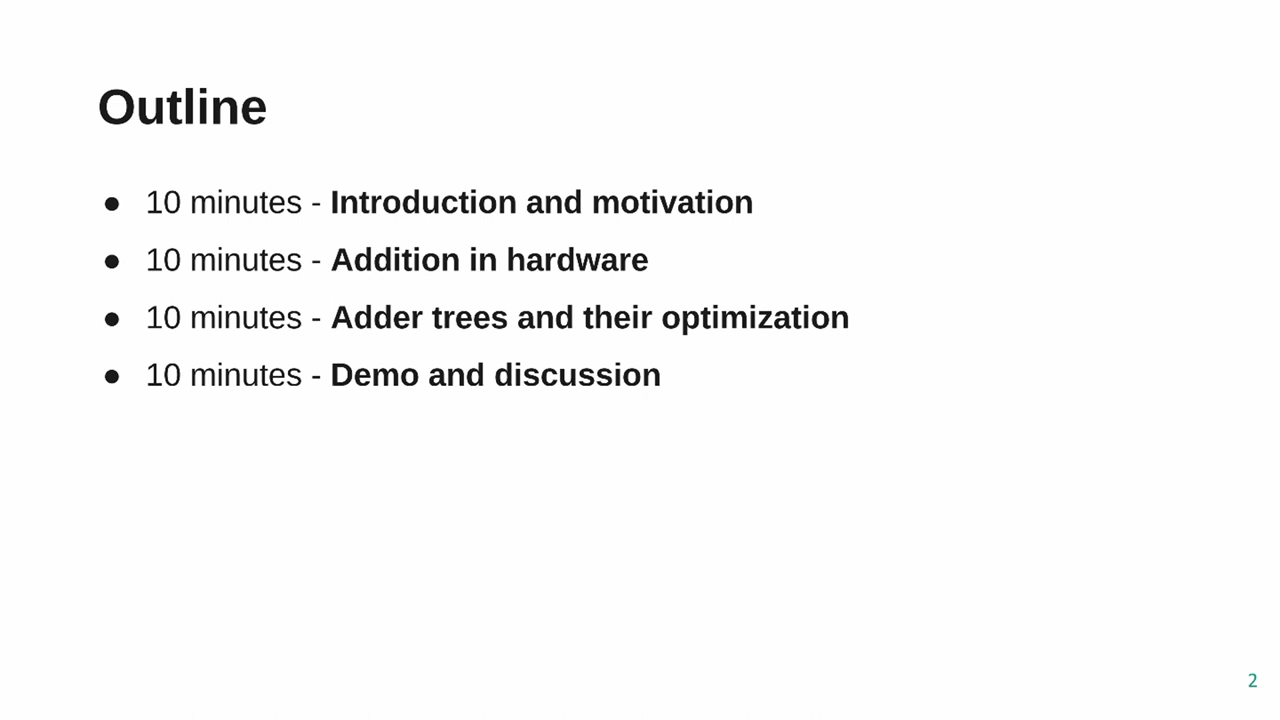 Outline
● 10 minutes - Introduction and motivation
● 10 minutes - Addition in hardware
● 10 minutes - Adder trees and their optimization
● 10 minutes - Demo and discussion
2